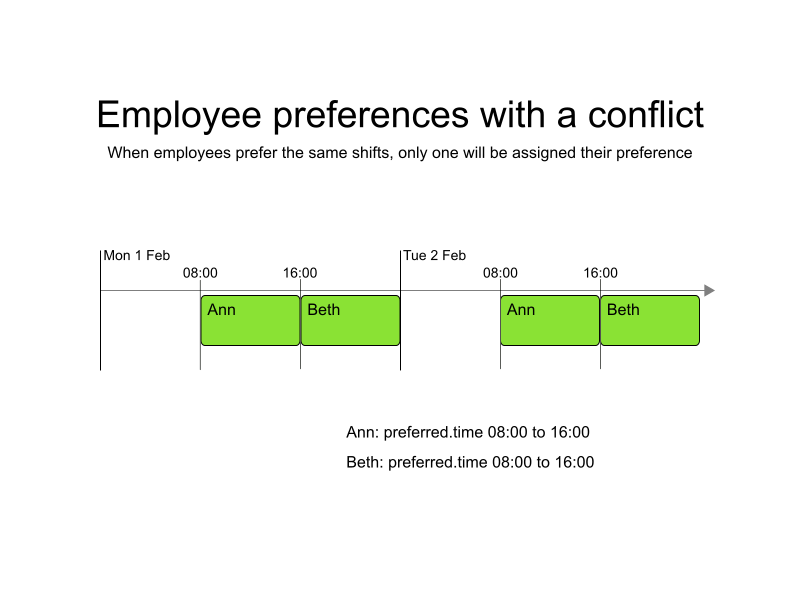 Employee preferences with a conflict
When employees prefer the same shifts, only one will be assigned their preference
Mon 1 Feb
Tue 2 Feb
08:00
16:00
08:00
16:00
Ann
Beth
Ann
Beth
Ann: preferred.time 08:00 to 16:00
Beth: preferred.time 08:00 to 16:00